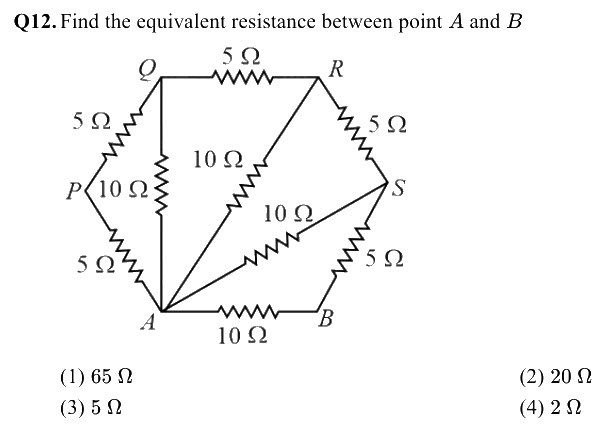 Q12. Find the equivalent resistance between point A and B
5 Ω
Q
R
5 Ω
5 Ω
10 Ω
P
10 Ω
S
10 Ω
5 Ω
5 Ω
A
B
10 Ω
(1) 65 Ω
(2) 20 Ω
(3) 5 Ω
(4) 2 Ω